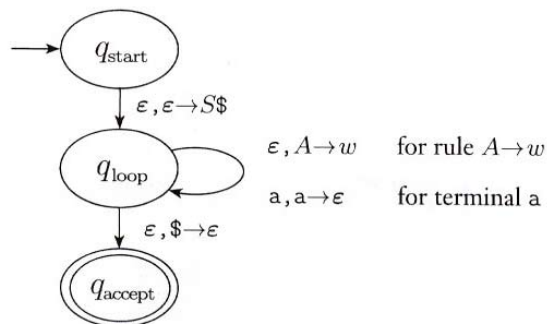 q_start
ε,ε→S$
q_loop
ε,A→w for rule A→w
a,a→ε for terminal a
ε,$→ε
q_accept